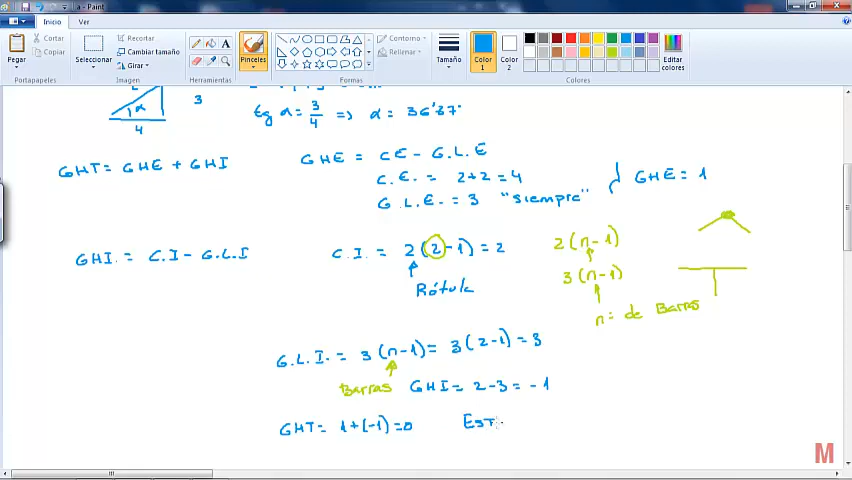 a - Paint
Inicio
Ver
Pegar
Cortar
Copiar
Portapapeles
Seleccionar
Recortar
Cambiar tamaño
Girar
Imagen
Herramientas
Pinceles
Contorno
Rellenar
Formas
Tamaño
Color 1
Color 2
Editar colores
Colores
α
3
4
tg α = 3/4 => α = 36'87°
GHT = GHE + GHI
GHE = CE - G.L.E
C.E. = 2+2 = 4
G.L.E = 3 "siempre"
GHE = 1
GHI. = C.I - G.L.I
C.I. = 2(2-1) = 2
Rótula
2(n-1)
3(n-1)
n = de Barras
G.L.I. = 3(n-1) = 3(2-1) = 3
Barras
GHI = 2-3 = -1
GHT = 1+(-1) = 0
EST
M